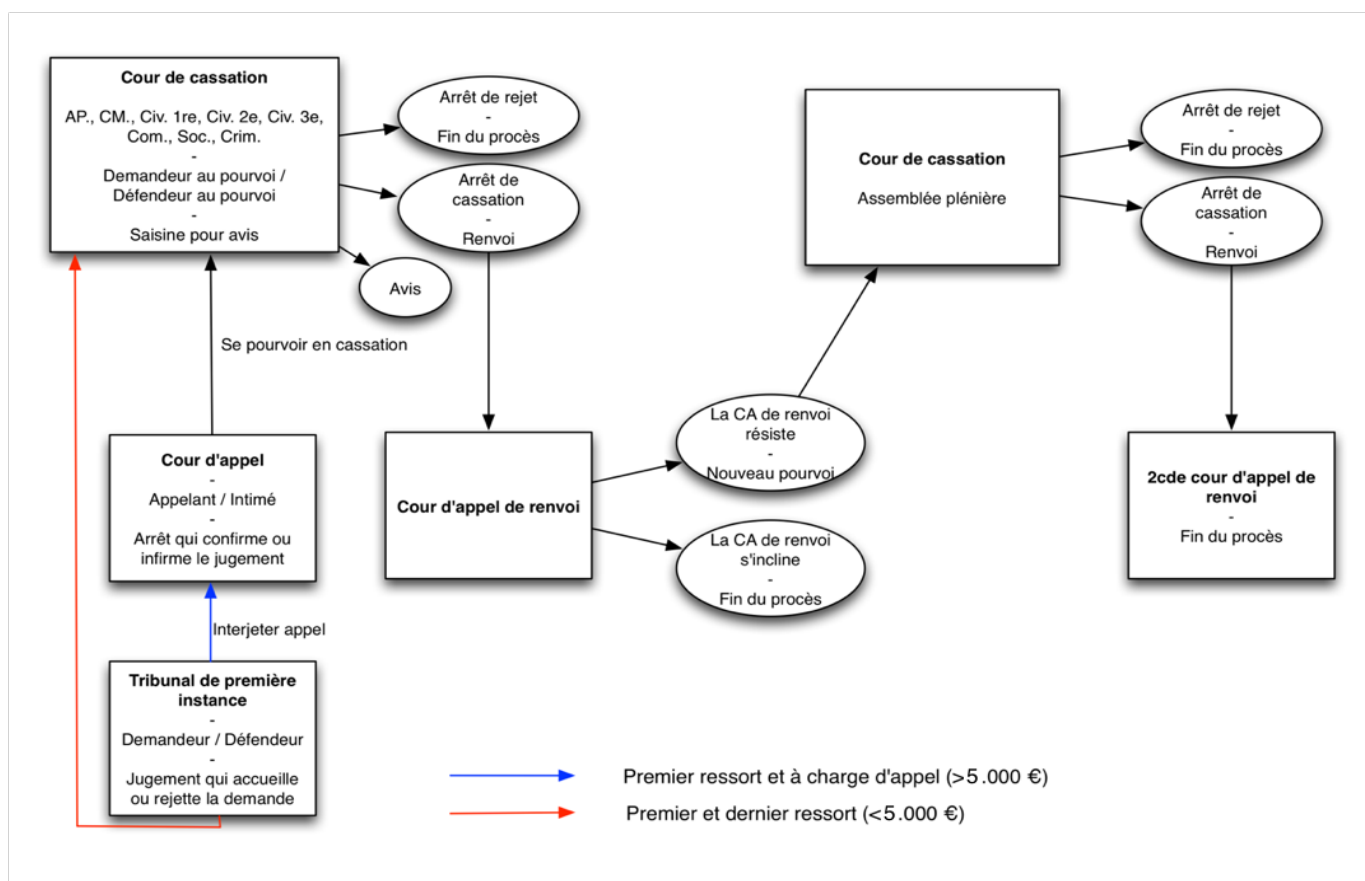 Cour de cassation
AP., CM., Civ. 1re, Civ. 2e, Civ. 3e,
Com., Soc., Crim.
-
Demandeur au pourvoi /
Défendeur au pourvoi
-
Saisine pour avis
Arrêt de rejet
-
Fin du procès
Arrêt de
cassation
-
Renvoi
Avis
Se pourvoir en cassation
Cour d'appel
-
Appelant / Intimé
-
Arrêt qui confirme ou
infirme le jugement
Interjeter appel
Tribunal de première
instance
-
Demandeur / Défendeur
-
Jugement qui accueille
ou rejette la demande
Cour d'appel de renvoi
La CA de renvoi
résiste
-
Nouveau pourvoi
La CA de renvoi
s'incline
-
Fin du procès
Cour de cassation
Assemblée plénière
Arrêt de rejet
-
Fin du procès
Arrêt de
cassation
-
Renvoi
2cde cour d'appel de
renvoi
-
Fin du procès
Premier ressort et à charge d'appel (>5.000 €)
Premier et dernier ressort (<5.000 €)